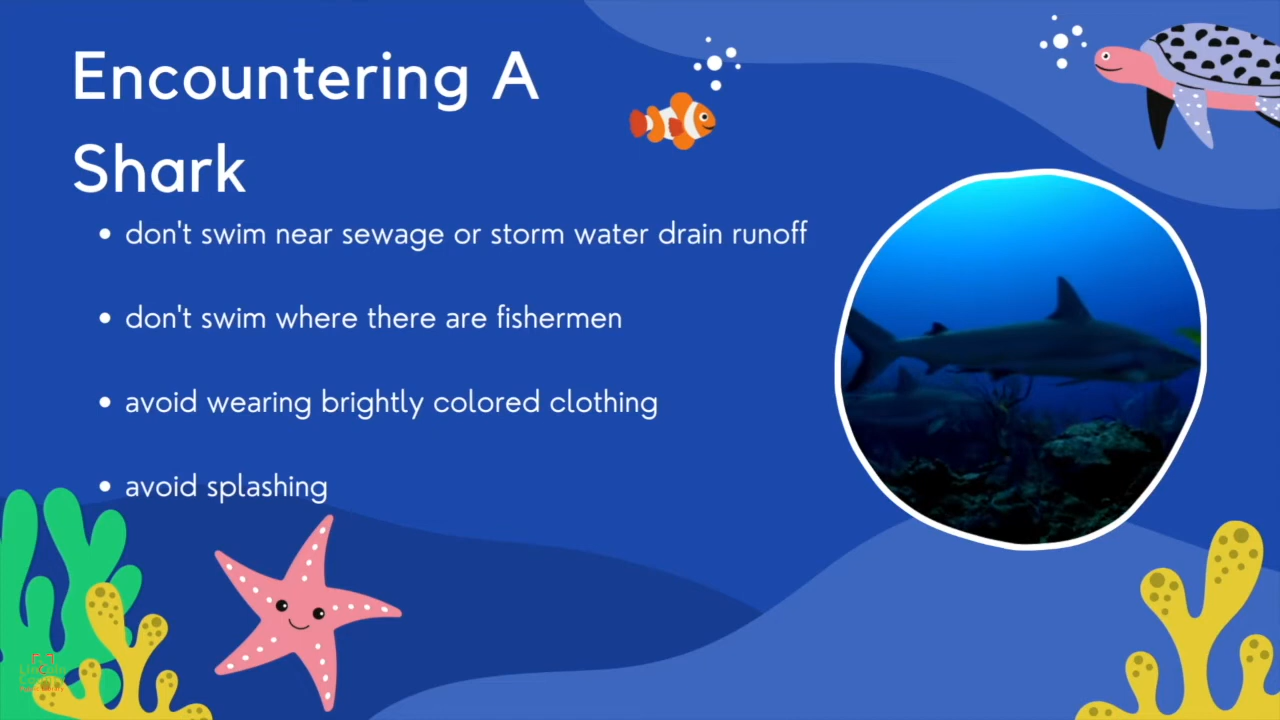 Encountering A
Shark
• don't swim near sewage or storm water drain runoff
• don't swim where there are fishermen
• avoid wearing brightly colored clothing
• avoid splashing